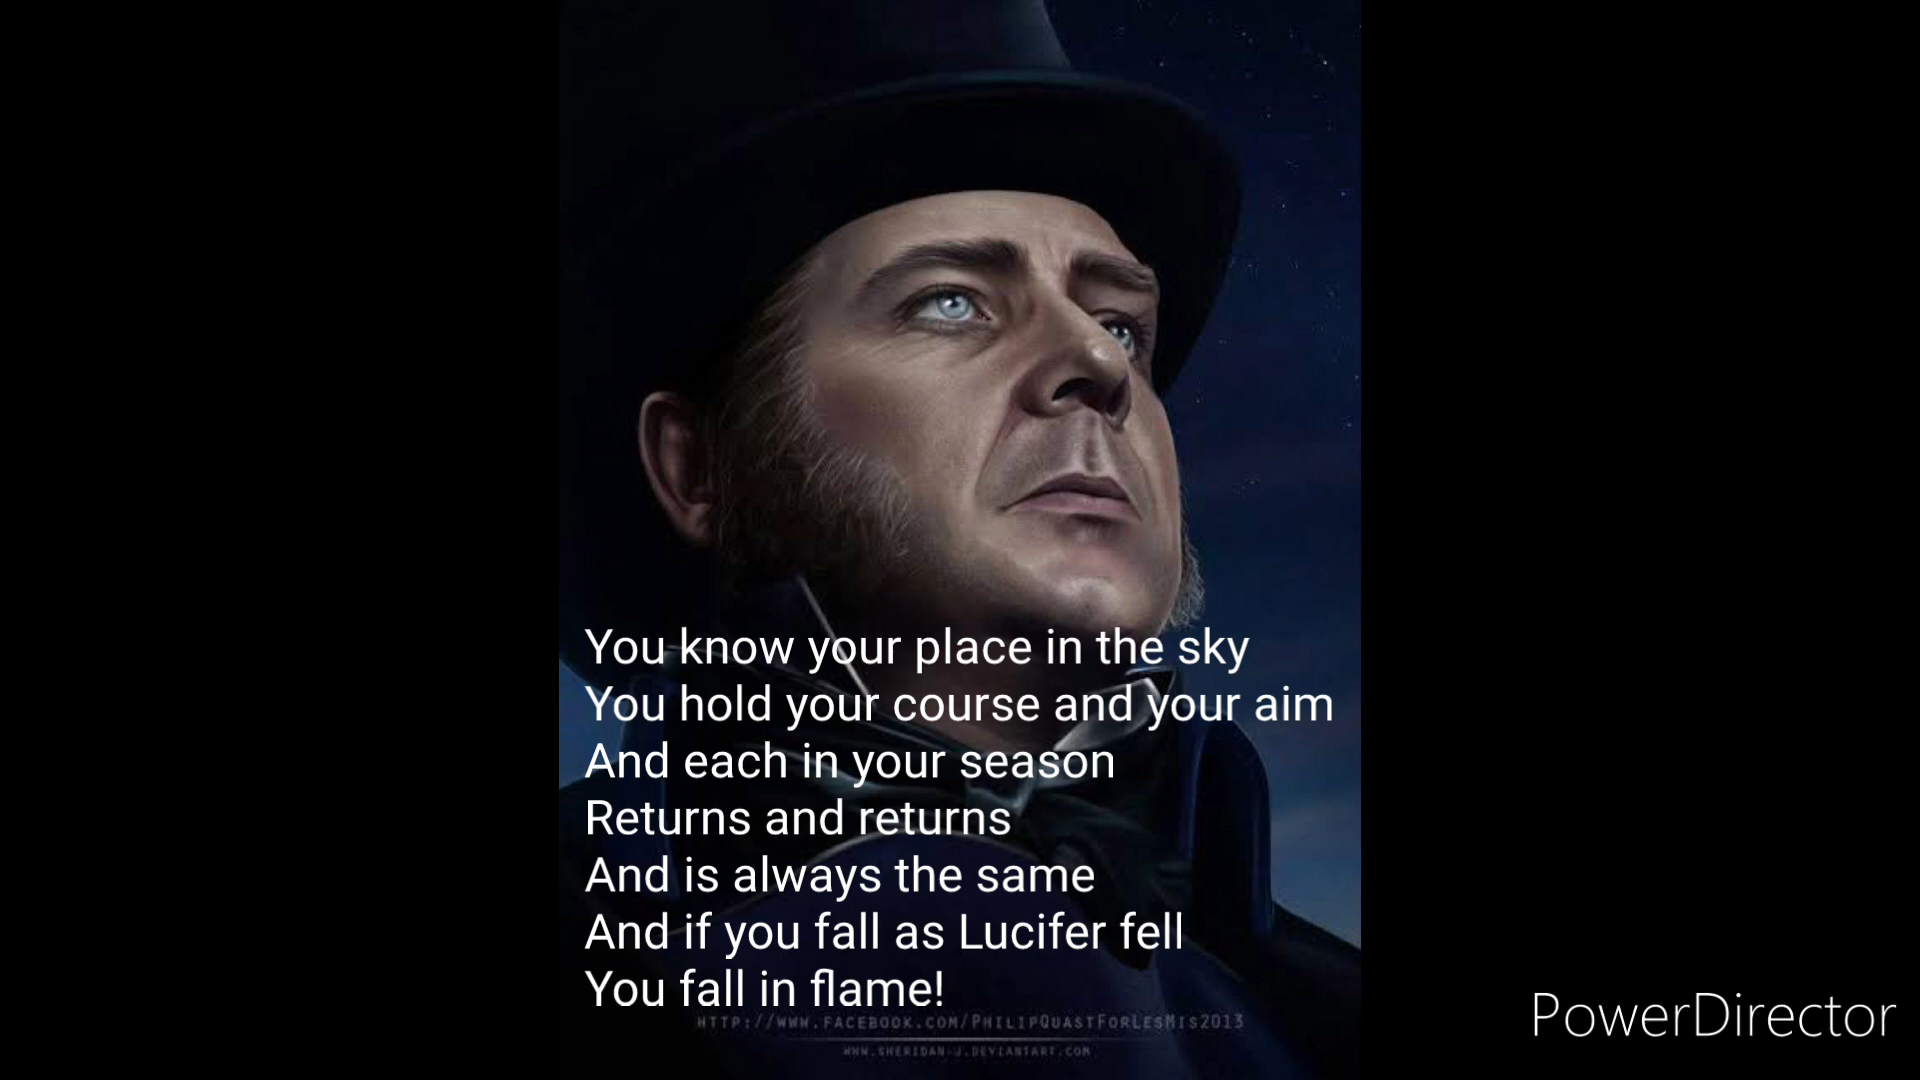 You know your place in the sky
You hold your course and your aim
And each in your season
Returns and returns
And is always the same
And if you fall as Lucifer fell
You fall in flame!
HTTP://WWW.FACEBOOK.COM/PHILIPQUASTFORLESMIS2013
WWW.SHERIDAN-J.DEVIANTART.COM
PowerDirector